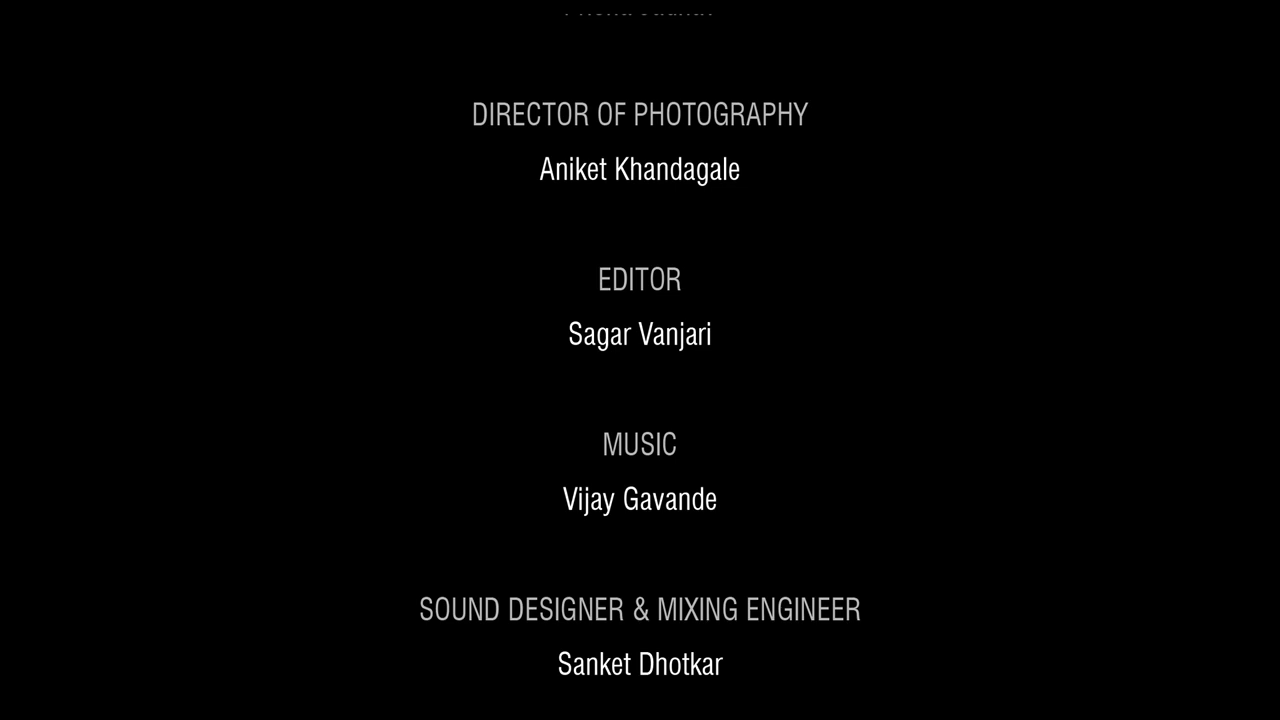 DIRECTOR OF PHOTOGRAPHY
Aniket Khandagale
EDITOR
Sagar Vanjari
MUSIC
Vijay Gavande
SOUND DESIGNER & MIXING ENGINEER
Sanket Dhotkar